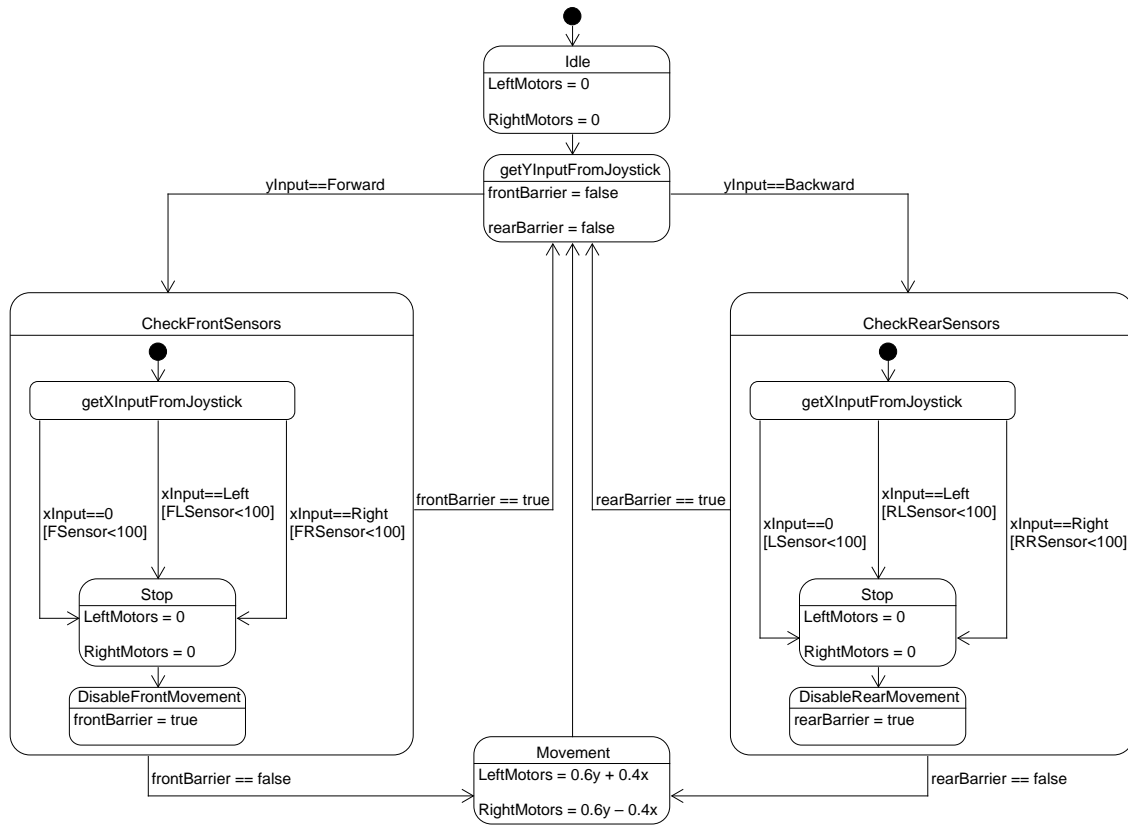 Idle
LeftMotors = 0
RightMotors = 0
getYInputFromJoystick
frontBarrier = false
rearBarrier = false
yInput==Forward
yInput==Backward
CheckFrontSensors
getXInputFromJoystick
xInput==0
[FSensor<100]
xInput==Left
[FLSensor<100]
xInput==Right
[FRSensor<100]
Stop
LeftMotors = 0
RightMotors = 0
DisableFrontMovement
frontBarrier = true
frontBarrier == true
rearBarrier == true
CheckRearSensors
getXInputFromJoystick
xInput==0
[LSensor<100]
xInput==Left
[RLSensor<100]
xInput==Right
[RRSensor<100]
Stop
LeftMotors = 0
RightMotors = 0
DisableRearMovement
rearBarrier = true
frontBarrier == false
Movement
LeftMotors = 0.6y + 0.4x
RightMotors = 0.6y – 0.4x
rearBarrier == false